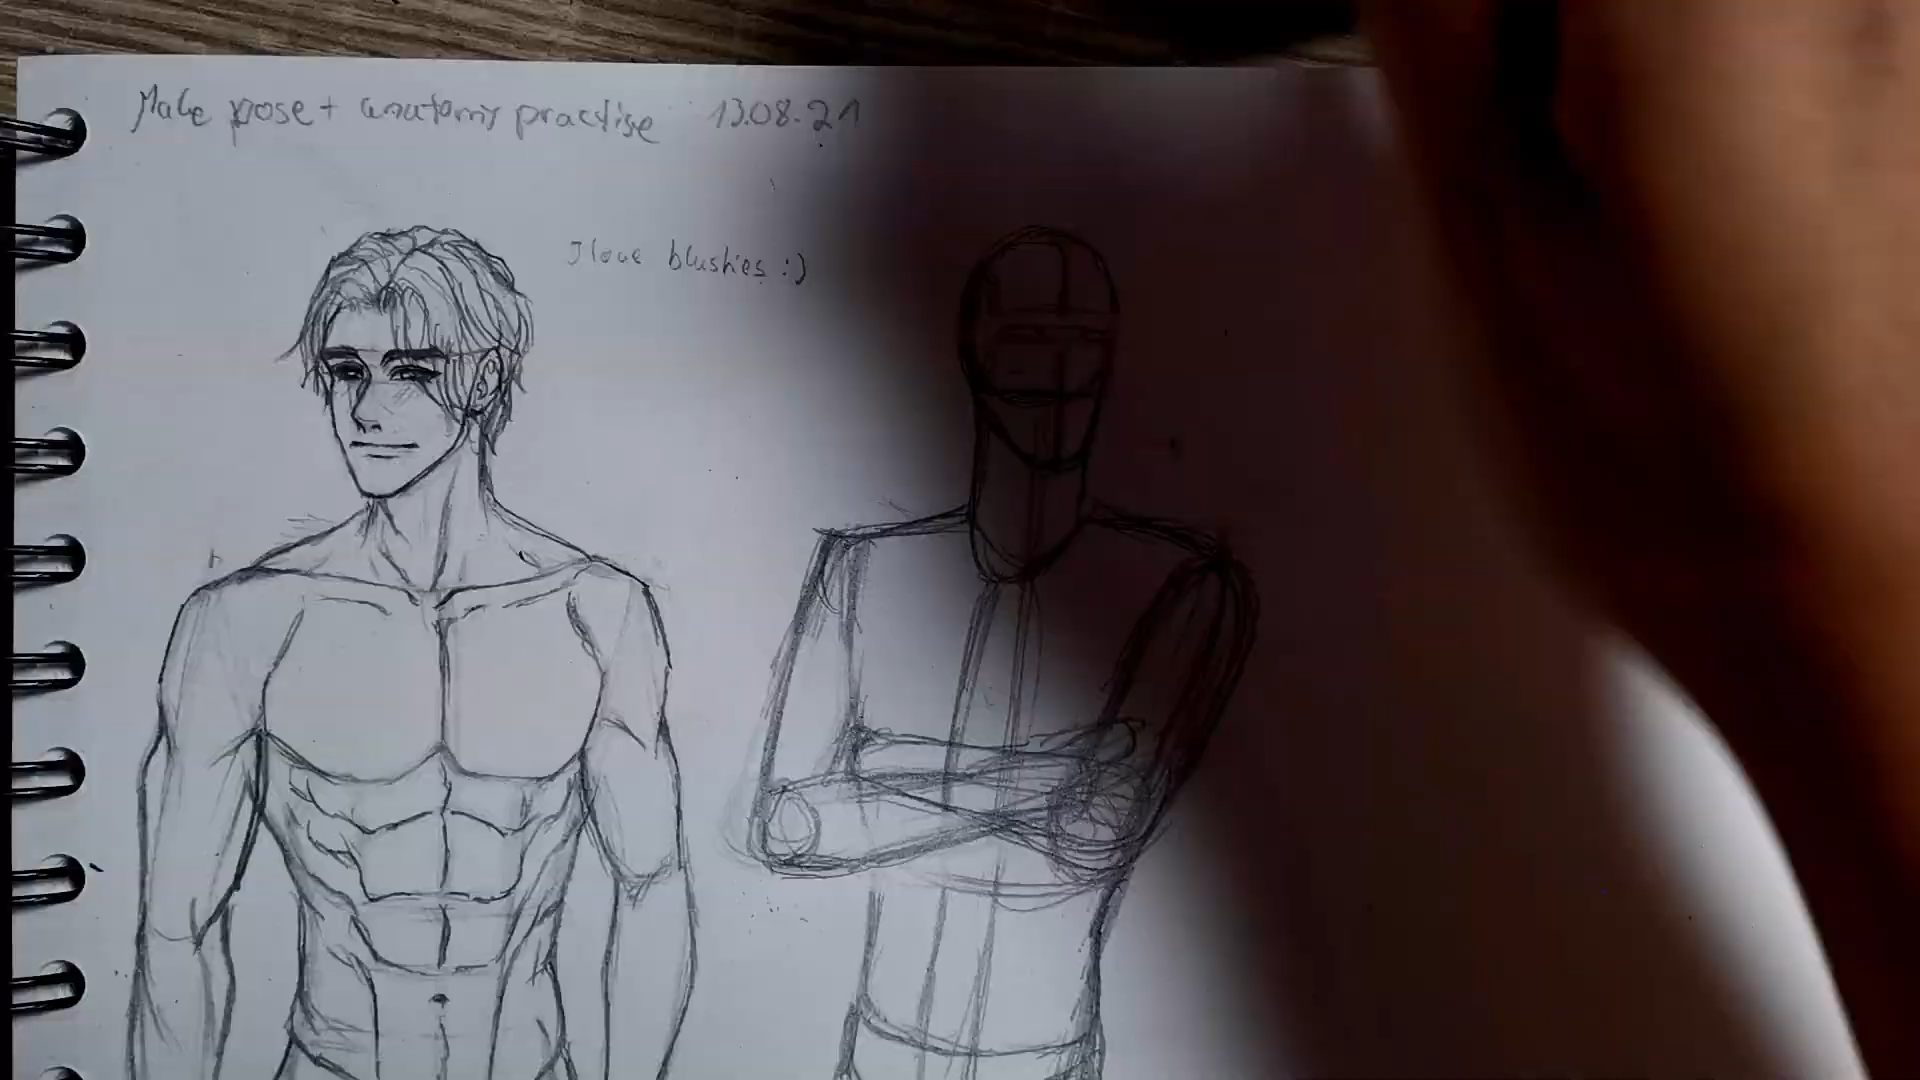 Male pose + anatomy practise 13.08.21
I love blushies :)